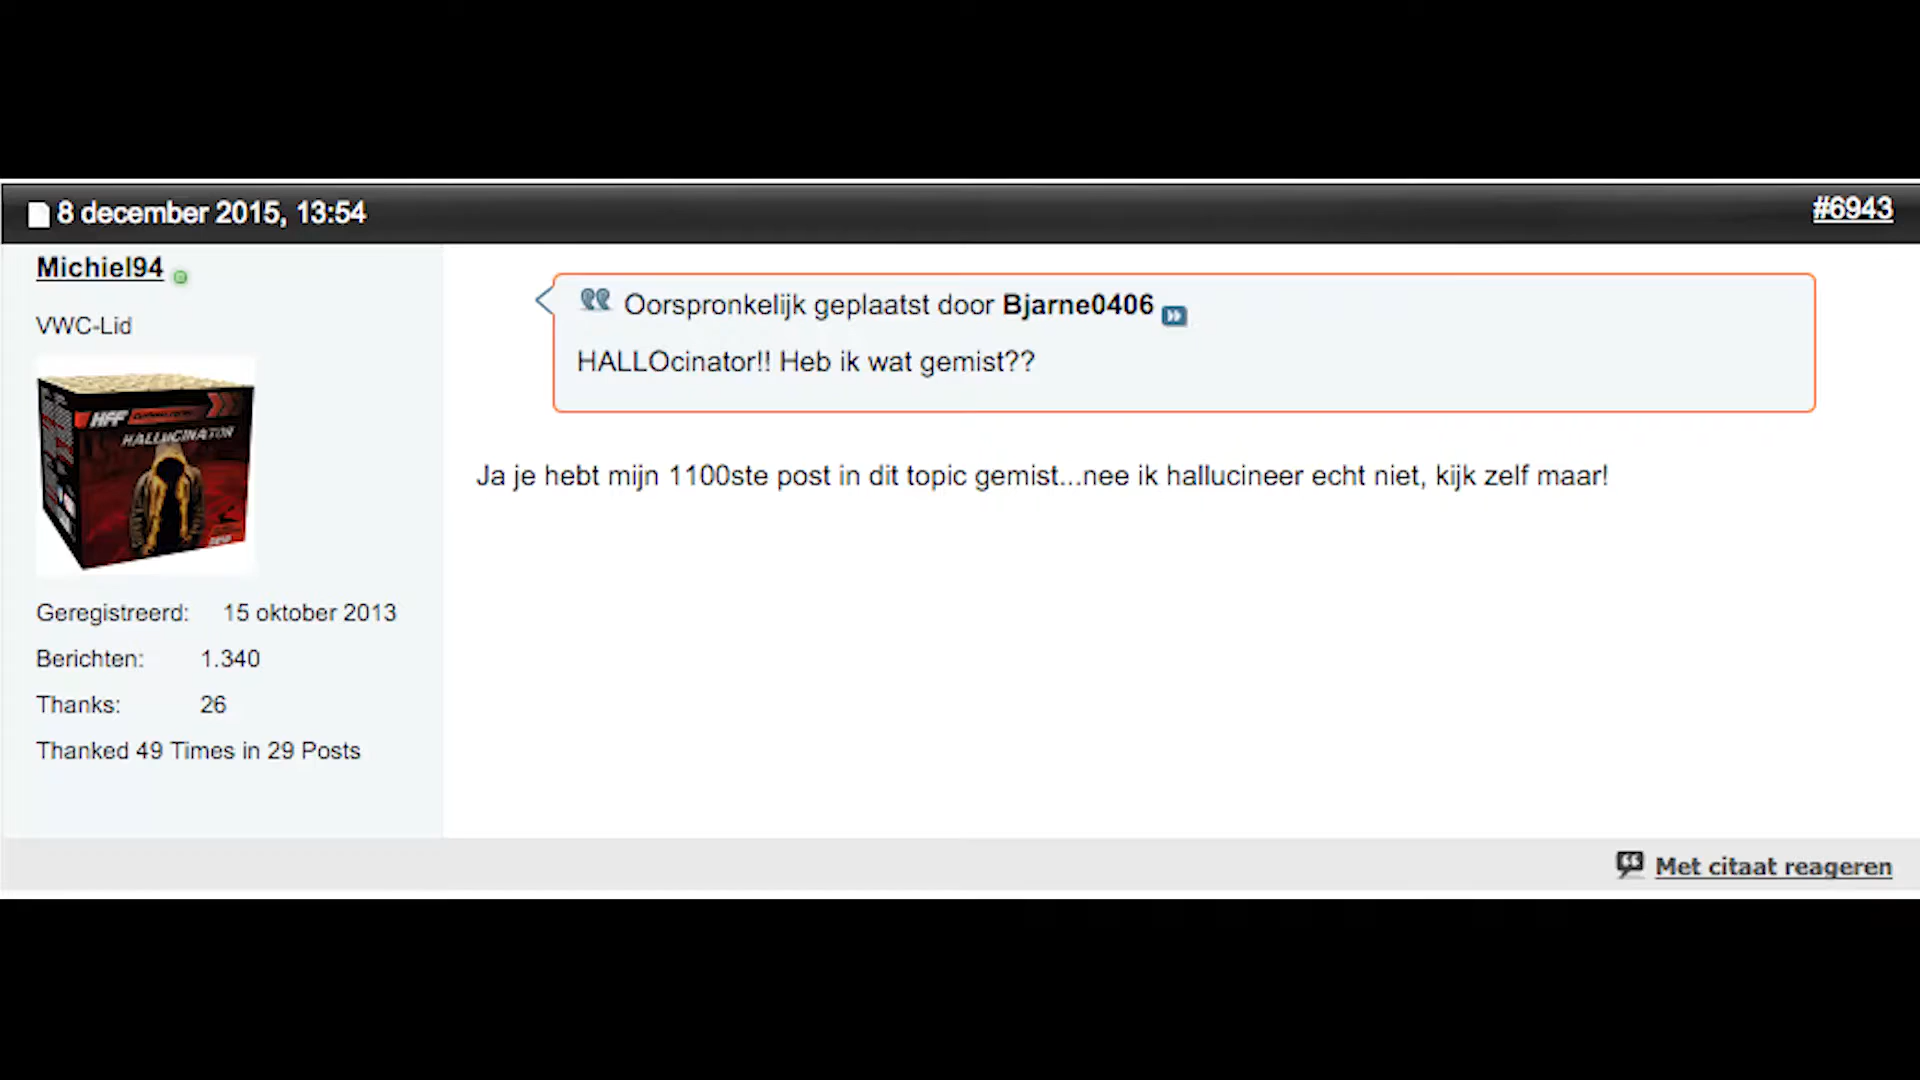 8 december 2015, 13:54
#6943
Michiel94
VWC-Lid
HFF
HALLUCINATOR
Geregistreerd: 15 oktober 2013
Berichten: 1.340
Thanks: 26
Thanked 49 Times in 29 Posts
Oorspronkelijk geplaatst door Bjarne0406
HALLOcinator!! Heb ik wat gemist??
Ja je hebt mijn 1100ste post in dit topic gemist...nee ik hallucineer echt niet, kijk zelf maar!
Met citaat reageren